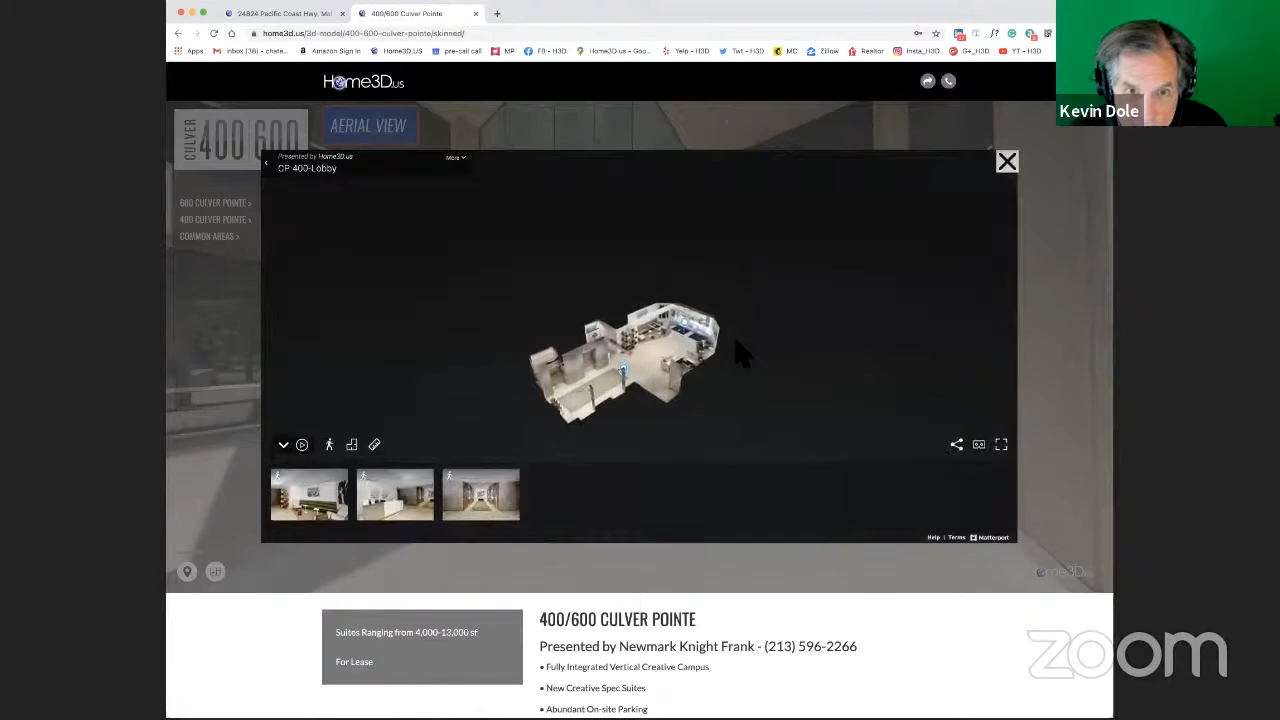 24824 Pacific Coast Hwy, Mal
400/600 Culver Pointe
home3d.us/3d-model/400-600-culver-pointe/skinned/
Apps
Inbox (38) - chate...
Amazon Sign In
Home3D.US
pre-call call
MP
FB - H3D
Home3D.us - Goo...
Yelp - H3D
Twt - H3D
MC
Zillow
Realtor
Insta_H3D
G+_H3D
YT - H3D
Kevin Dole
Home3D.us
CULVER 400|600
AERIAL VIEW
Presented by Home3D.us
More
CP 400-Lobby
600 CULVER POINTE >
400 CULVER POINTE >
COMMON AREAS >
Help | Terms Matterport
400/600 CULVER POINTE
Suites Ranging from 4,000-13,000 sf
Presented by Newmark Knight Frank - (213) 596-2266
For Lease
• Fully Integrated Vertical Creative Campus
• New Creative Spec Suites
• Abundant On-site Parking
zoom